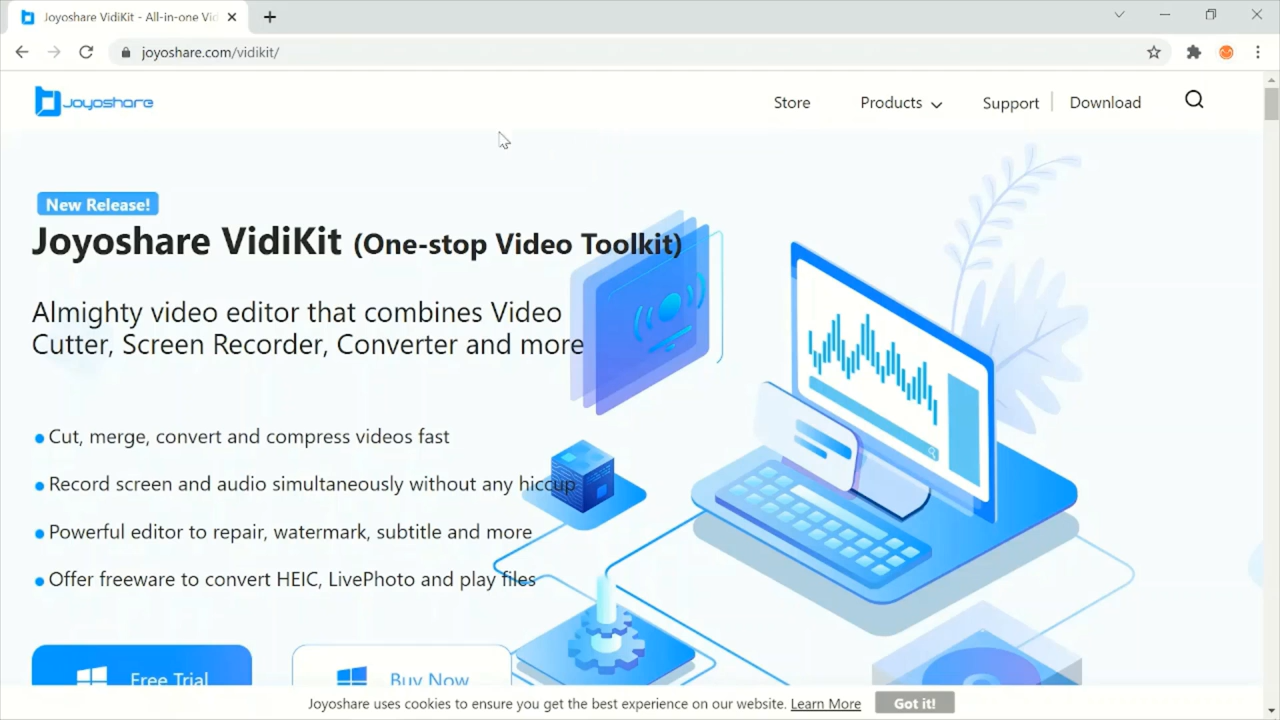 Joyoshare VidiKit - All-in-one Vid
joyoshare.com/vidikit/
Joyoshare
Store
Products
Support
Download
New Release!
Joyoshare VidiKit (One-stop Video Toolkit)
Almighty video editor that combines Video
Cutter, Screen Recorder, Converter and more
Cut, merge, convert and compress videos fast
Record screen and audio simultaneously without any hiccup
Powerful editor to repair, watermark, subtitle and more
Offer freeware to convert HEIC, LivePhoto and play files
Free Trial
Buy Now
Joyoshare uses cookies to ensure you get the best experience on our website. Learn More
Got it!